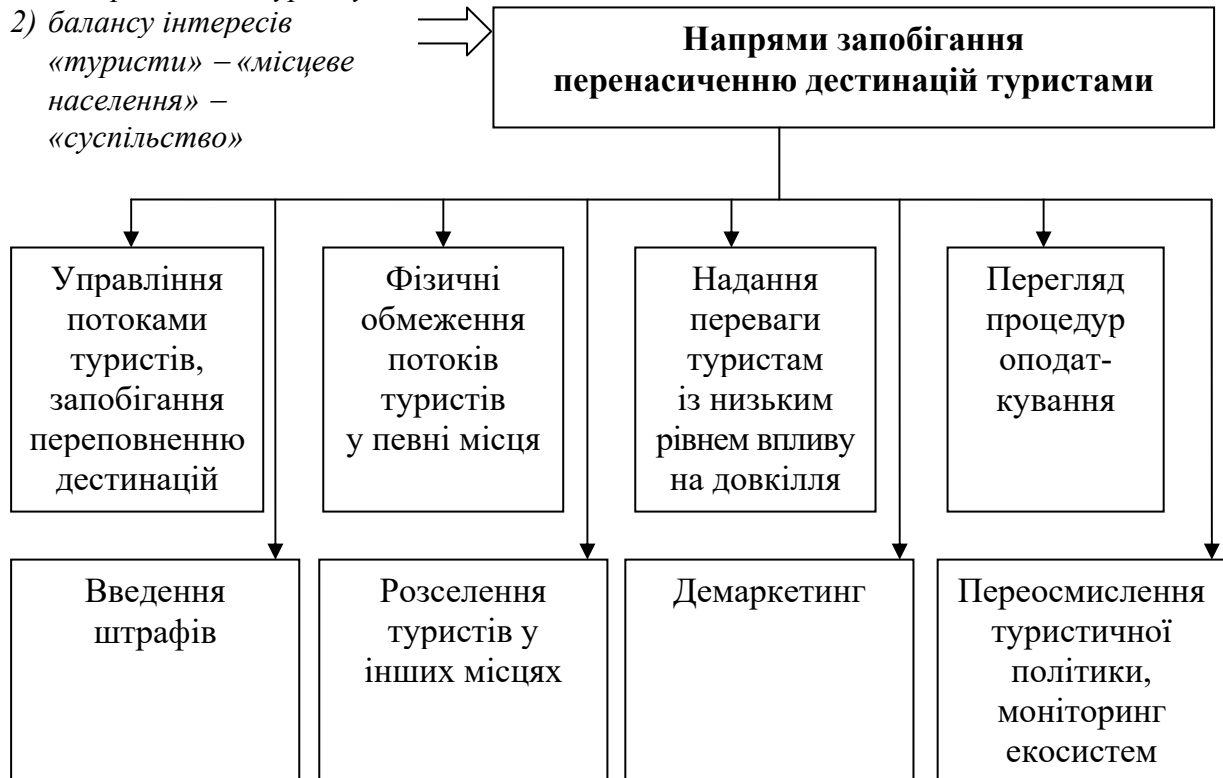 2) балансу інтересів
«туристи» – «місцеве
населення» –
«суспільство»
Напрями запобігання
перенасиченню дестинацій туристами
Управління
потоками
туристів,
запобігання
переповненню
дестинацій
Фізичні
обмеження
потоків
туристів
у певні місця
Надання
переваги
туристам
із низьким
рівнем впливу
на довкілля
Перегляд
процедур
оподат-
кування
Введення
штрафів
Розселення
туристів у
інших місцях
Демаркетинг
Переосмислення
туристичної
політики,
моніторинг
екосистем